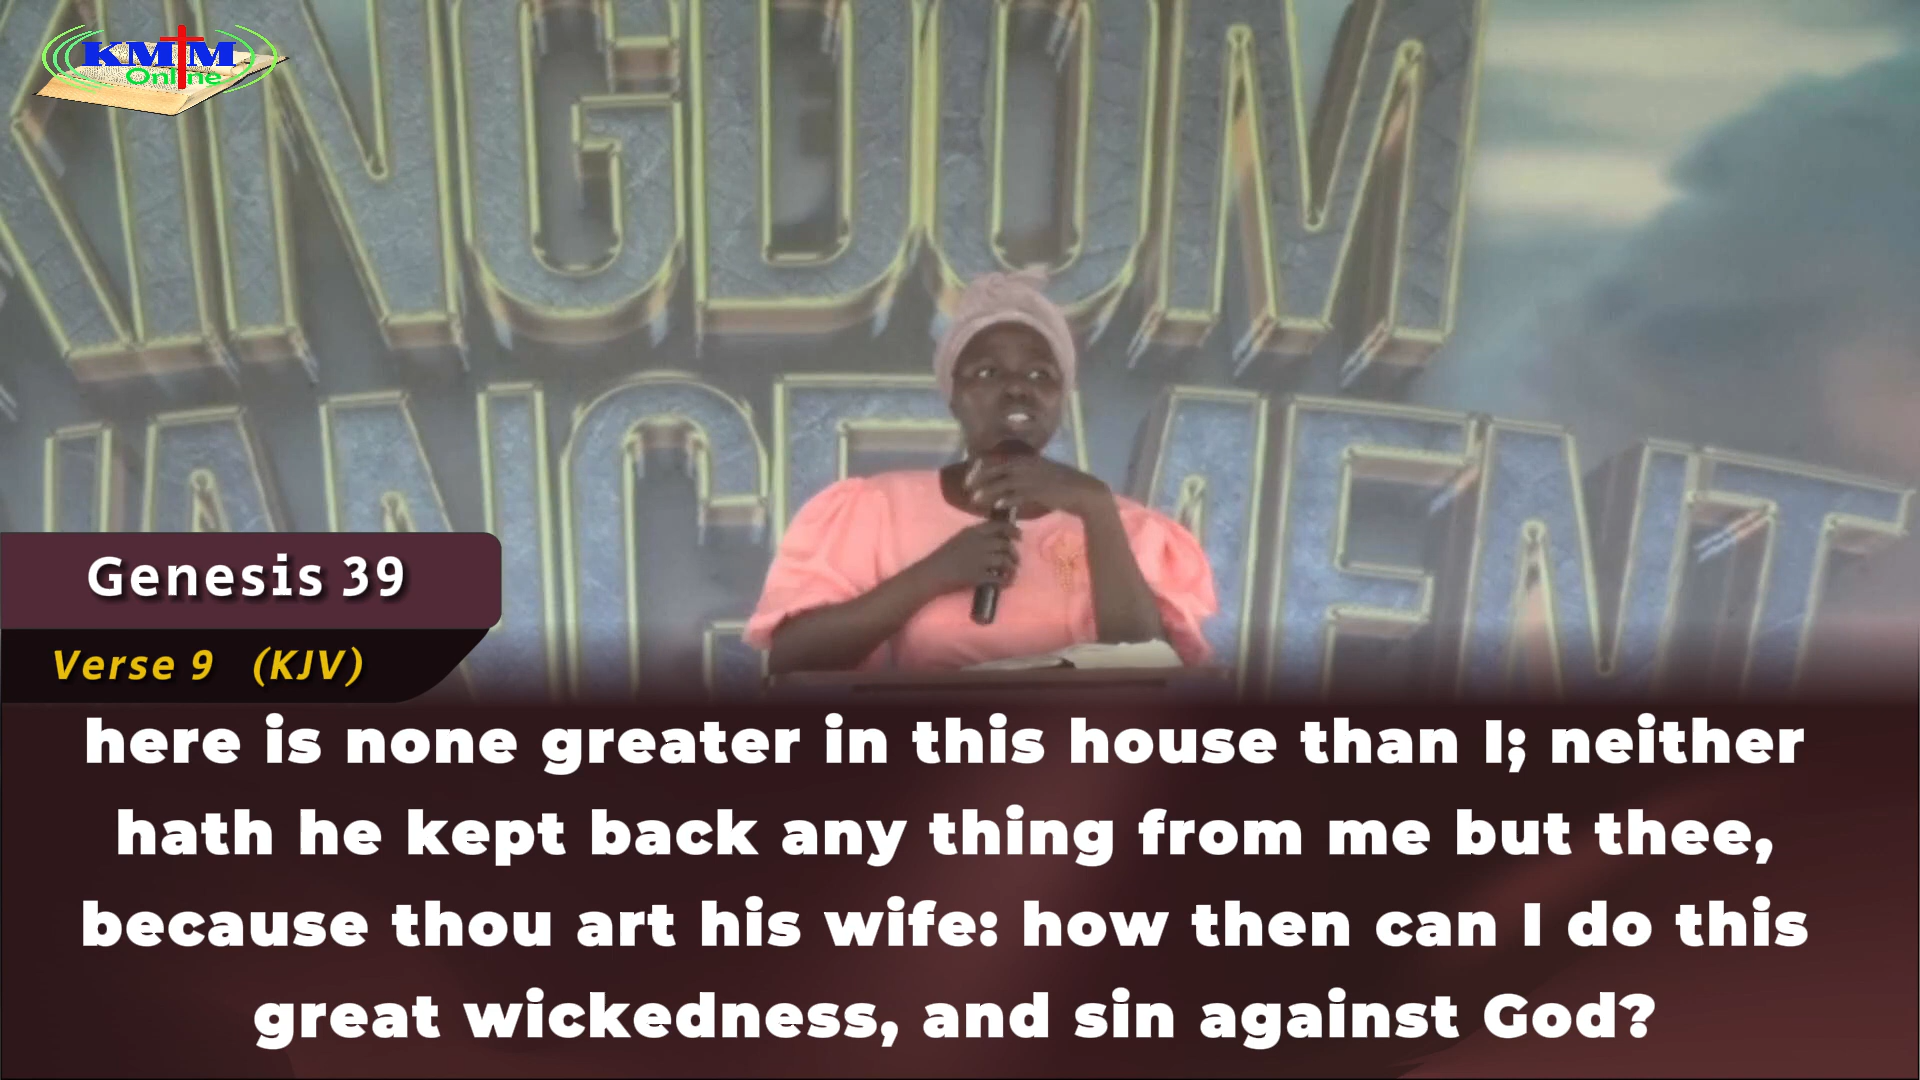 KMTM
Online
KINGDOM
ANCEMENT
Genesis 39
Verse 9 (KJV)
here is none greater in this house than I; neither
hath he kept back any thing from me but thee,
because thou art his wife: how then can I do this
great wickedness, and sin against God?